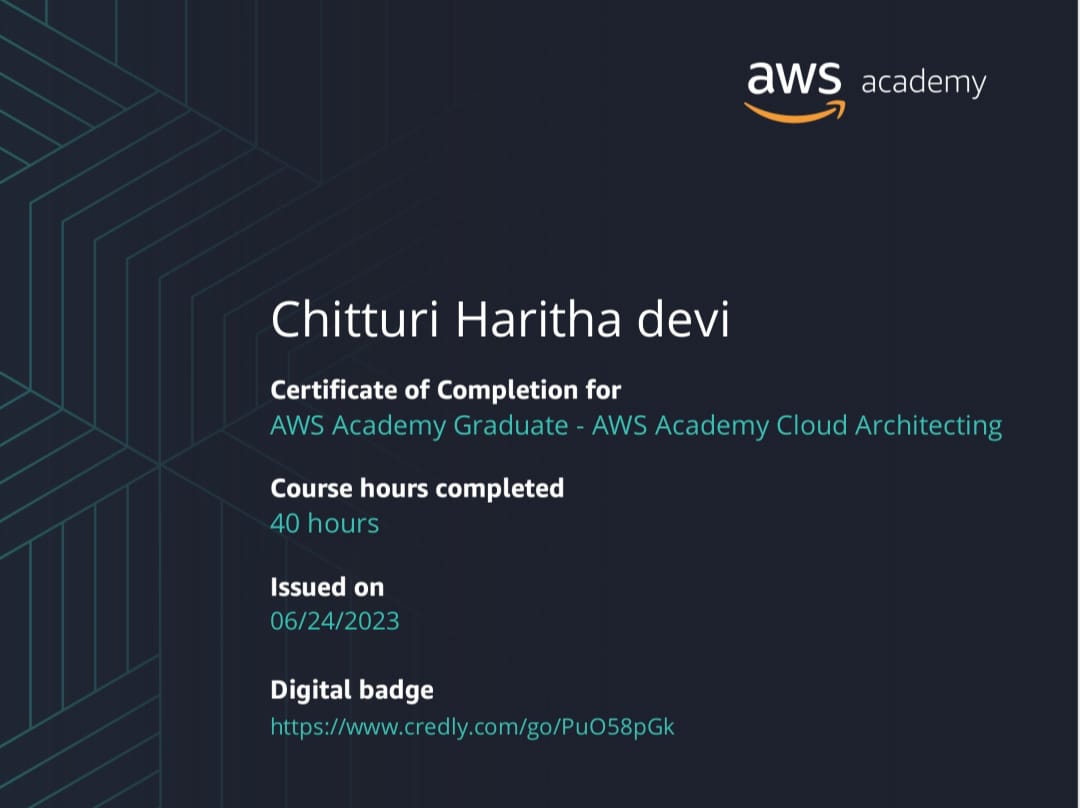 aws academy
Chitturi Haritha devi
Certificate of Completion for
AWS Academy Graduate - AWS Academy Cloud Architecting
Course hours completed
40 hours
Issued on
06/24/2023
Digital badge
https://www.credly.com/go/PuO58pGk